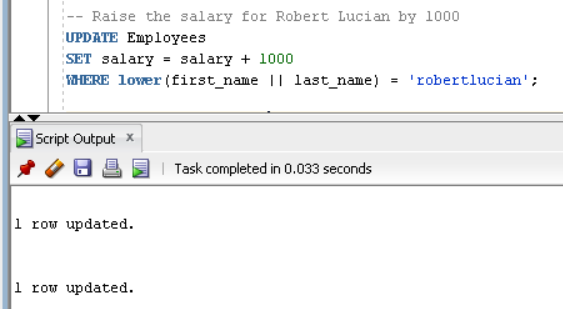 -- Raise the salary for Robert Lucian by 1000
UPDATE Employees
SET salary = salary + 1000
WHERE lower(first_name || last_name) = 'robertlucian';
Script Output x
Task completed in 0.033 seconds
1 row updated.
1 row updated.